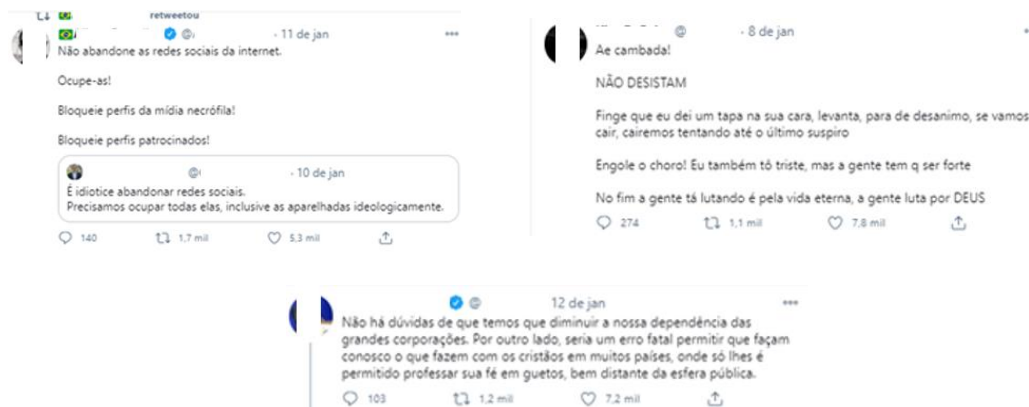 retweetou
@ · 11 de jan
Não abandone as redes sociais da internet.
Ocupe-as!
Bloqueie perfis da mídia necrófila!
Bloqueie perfis patrocinados!
@ · 10 de jan
É idiotice abandonar redes sociais.
Precisamos ocupar todas elas, inclusive as aparelhadas ideologicamente.
140 1,7 mil 5,3 mil
@ · 8 de jan
Ae cambada!
NÃO DESISTAM
Finge que eu dei um tapa na sua cara, levanta, para de desanimo, se vamos
cair, cairemos tentando até o último suspiro
Engole o choro! Eu também tô triste, mas a gente tem q ser forte
No fim a gente tá lutando é pela vida eterna, a gente luta por DEUS
274 1,1 mil 7,8 mil
@ 12 de jan
Não há dúvidas de que temos que diminuir a nossa dependência das
grandes corporações. Por outro lado, seria um erro fatal permitir que façam
conosco o que fazem com os cristãos em muitos países, onde só lhes é
permitido professar sua fé em guetos, bem distante da esfera pública.
103 1,2 mil 7,2 mil